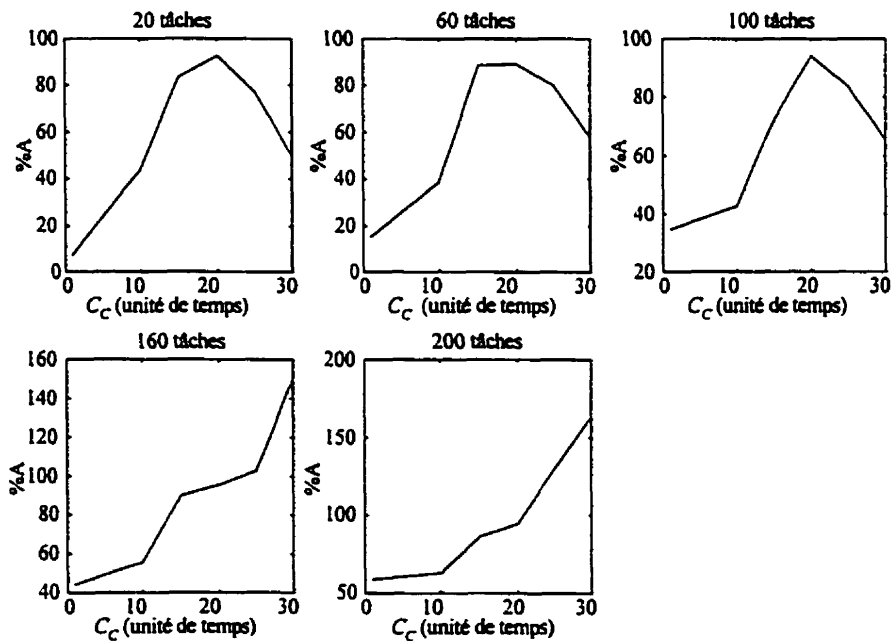 20 tâches
100
80
60
40
20
0
%A
0 10 20 30
C_C (unité de temps)
60 tâches
100
80
60
40
20
0
%A
0 10 20 30
C_C (unité de temps)
100 tâches
100
80
60
40
20
%A
0 10 20 30
C_C (unité de temps)
160 tâches
160
140
120
100
80
60
40
%A
0 10 20 30
C_C (unité de temps)
200 tâches
200
150
100
50
%A
0 10 20 30
C_C (unité de temps)